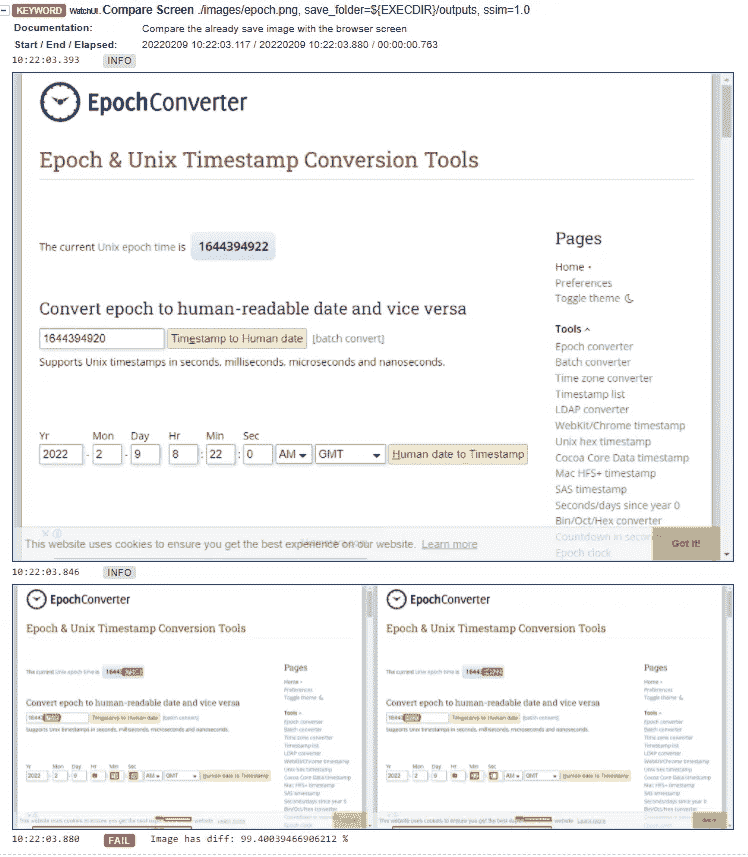 KEYWORD WatchUI. Compare Screen ./images/epoch.png, save_folder=${EXECDIR}/outputs, ssim=1.0
Documentation: Compare the already save image with the browser screen
Start / End / Elapsed: 20220209 10:22:03.117 / 20220209 10:22:03.880 / 00:00:00.763
10:22:03.393 INFO
EpochConverter
Epoch & Unix Timestamp Conversion Tools
The current Unix epoch time is 1644394922
Convert epoch to human-readable date and vice versa
1644394920 Timestamp to Human date [batch convert]
Supports Unix timestamps in seconds, milliseconds, microseconds and nanoseconds.
Yr Mon Day Hr Min Sec
2022 - 2 - 9 8 : 22 : 0 AM GMT Human date to Timestamp
Pages
Home
Preferences
Toggle theme
Tools
Epoch converter
Batch converter
Time zone converter
Timestamp list
LDAP converter
WebKit/Chrome timestamp
Unix hex timestamp
Cocoa Core Data timestamp
Mac HFS+ timestamp
SAS timestamp
Seconds/days since year 0
Bin/Oct/Hex converter
Countdown in
Epoch clock
This website uses cookies to ensure you get the best experience on our website. Learn more Got it!
10:22:03.846 INFO
EpochConverter
Epoch & Unix Timestamp Conversion Tools
The current Unix epoch time is 1644
Convert epoch to human-readable date and vice versa
Timestamp to Human date [batch convert]
Supports Unix timestamps in seconds, milliseconds, microseconds and nanoseconds.
Yr Mon Day Hr Min Sec
2022 - 2 - 9 AM GMT Human date to Timestamp
Pages
Home
Preferences
Toggle theme
Tools
Epoch converter
Batch converter
Time zone converter
Timestamp list
LDAP converter
WebKit/Chrome timestamp
Unix hex timestamp
Cocoa Core Data timestamp
Mac HFS+ timestamp
SAS timestamp
Seconds/days since year 0
Bin/Oct/Hex converter
This website uses cookies to ensure you get the best website. Learn more
EpochConverter
Epoch & Unix Timestamp Conversion Tools
The current Unix epoch time is 1644
Convert epoch to human-readable date and vice versa
Timestamp to Human date [batch convert]
Supports Unix timestamps in seconds, milliseconds, microseconds and nanoseconds.
Yr Mon Day Hr Min Sec
2022 - 2 - 9 AM GMT Human date to Timestamp
Pages
Home
Preferences
Toggle theme
Tools
Epoch converter
Batch converter
Time zone converter
Timestamp list
LDAP converter
WebKit/Chrome timestamp
Unix hex timestamp
Cocoa Core Data timestamp
Mac HFS+ timestamp
SAS timestamp
Seconds/days since year 0
Bin/Oct/Hex converter
This website uses cookies to ensure you get the best website. Learn more Got it!
10:22:03.880 FAIL Image has diff: 99.40039466906212 %